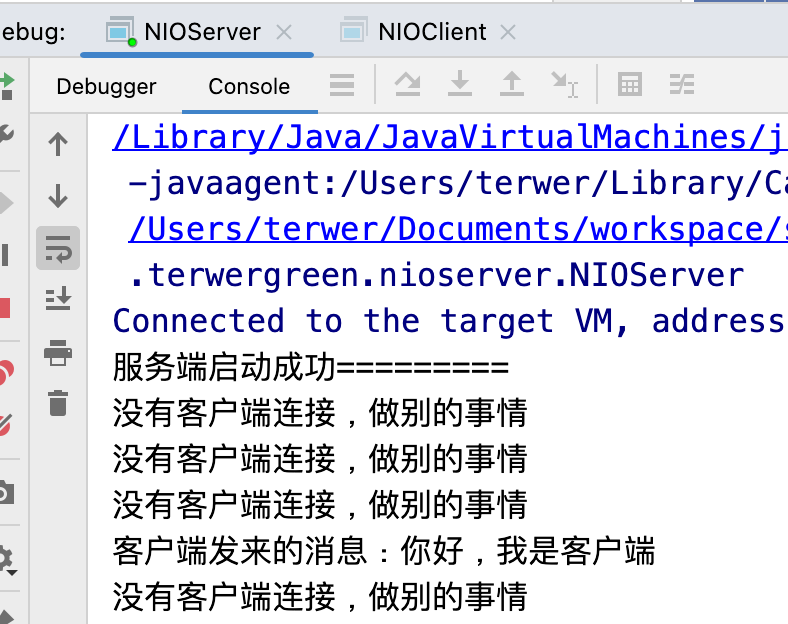 ebug: NIOServer NIOClient
Debugger Console
/Library/Java/JavaVirtualMachines/j
-javaagent:/Users/terwer/Library/Ca
/Users/terwer/Documents/workspace/s
.terwergreen.nioserver.NIOServer
Connected to the target VM, address
服务端启动成功=========
没有客户端连接，做别的事情
没有客户端连接，做别的事情
没有客户端连接，做别的事情
客户端发来的消息：你好，我是客户端
没有客户端连接，做别的事情